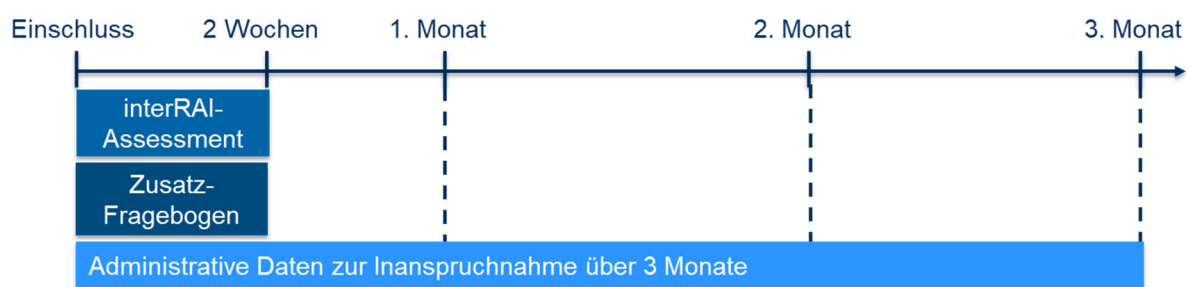 Einschluss 2 Wochen 1. Monat 2. Monat 3. Monat
interRAI-
Assessment
Zusatz-
Fragebogen
Administrative Daten zur Inanspruchnahme über 3 Monate